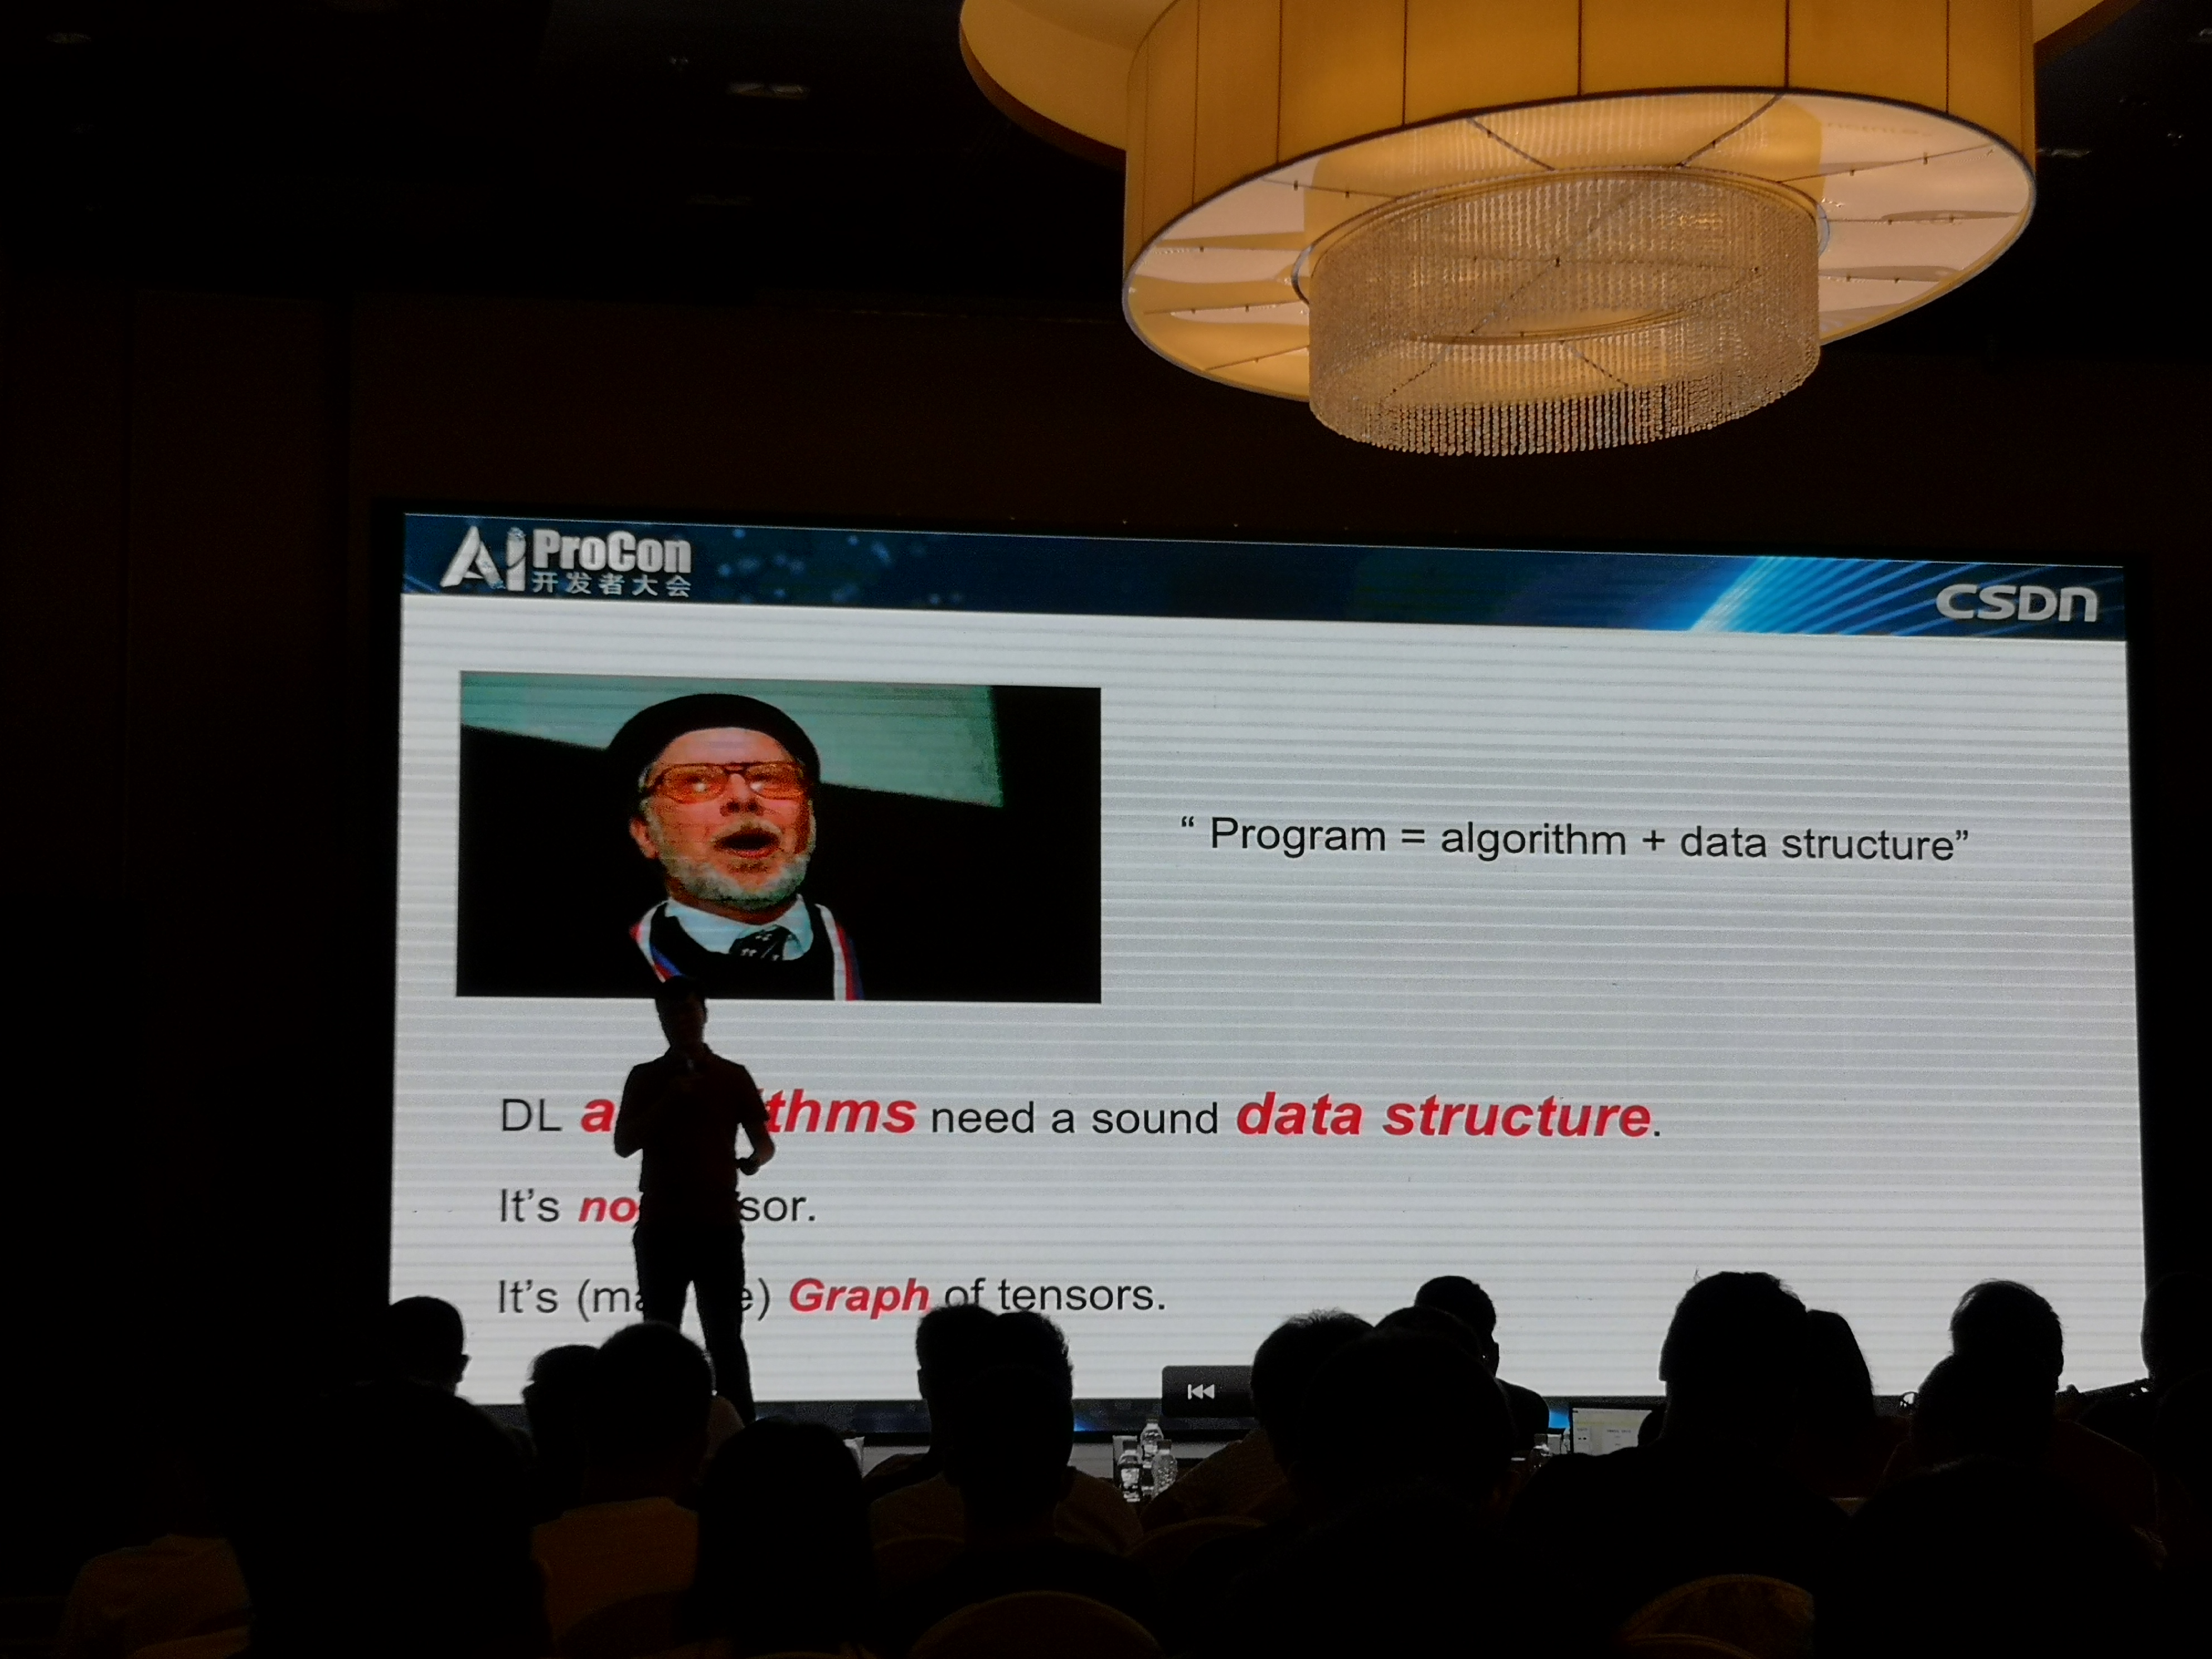 AI ProCon
开发者大会
CSDN
“ Program = algorithm + data structure”
DL a thms need a sound data structure.
It's no sor.
It's (ma e) Graph of tensors.